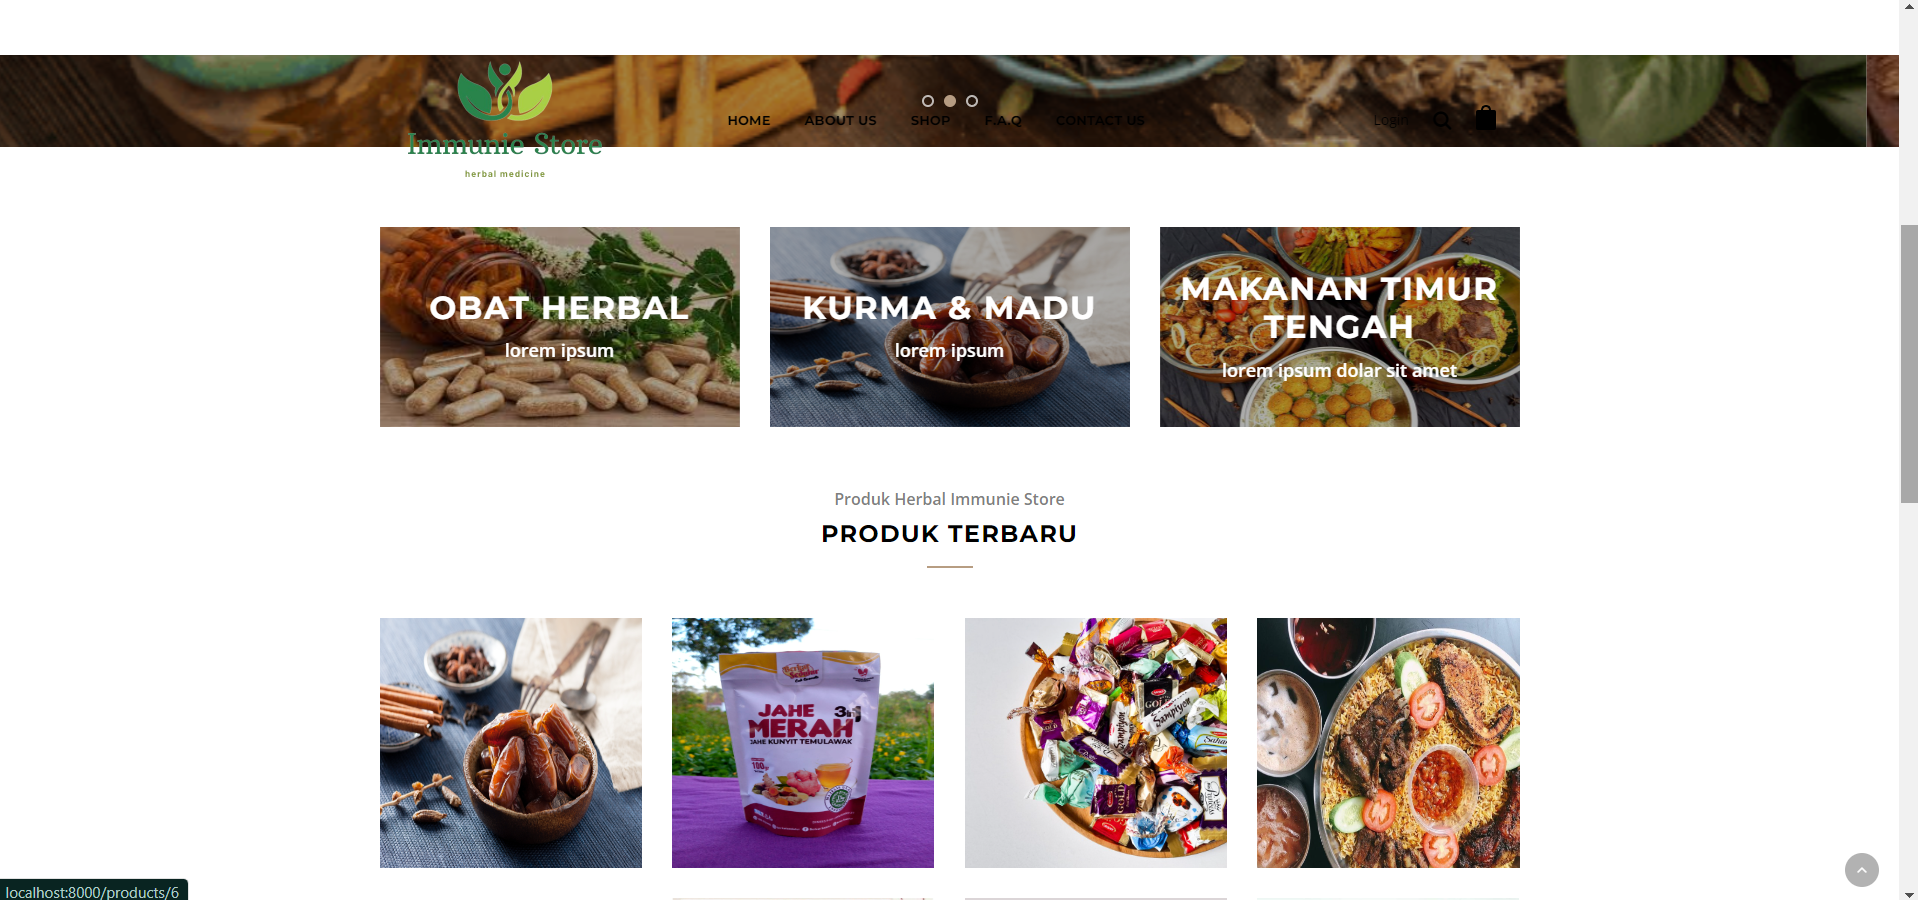 Immunie Store
herbal medicine
HOME
ABOUT US
SHOP
F.A.Q
CONTACT US
Login
OBAT HERBAL
lorem ipsum
KURMA & MADU
lorem ipsum
MAKANAN TIMUR
TENGAH
lorem ipsum dolar sit amet
Produk Herbal Immunie Store
PRODUK TERBARU
JAHE
MERAH
3in1
JAHE KUNYIT TEMULAWAK
localhost:8000/products/6